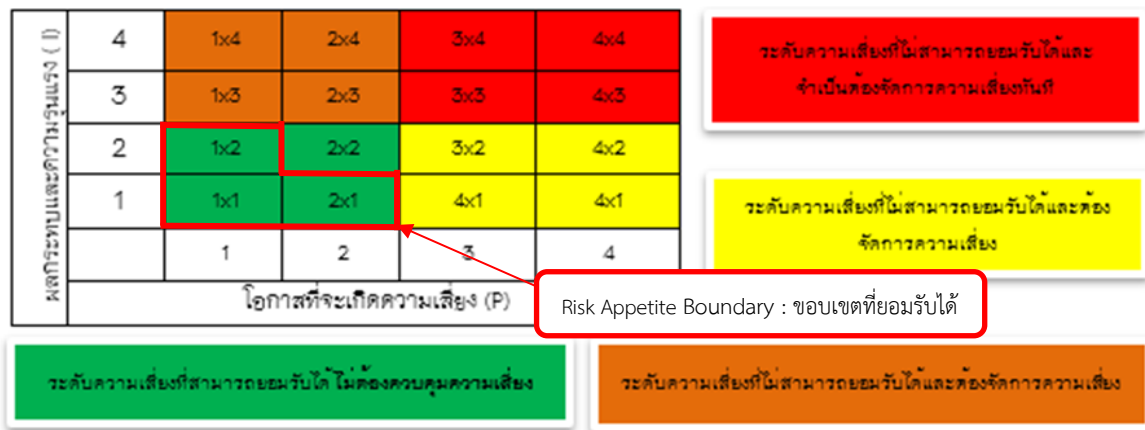 ผลกระทบและความรุนแรง ( I)
4 1x4 2x4 3x4 4x4
3 1x3 2x3 3x3 4x3
2 1x2 2x2 3x2 4x2
1 1x1 2x1 4x1 4x1
1 2 3 4
โอกาสที่จะเกิดความเสี่ยง (P)
ระดับความเสี่ยงที่ไม่สามารถยอมรับได้และ
จำเป็นต้องจัดการความเสี่ยงทันที
ระดับความเสี่ยงที่ไม่สามารถยอมรับได้และต้อง
จัดการความเสี่ยง
Risk Appetite Boundary : ขอบเขตที่ยอมรับได้
ระดับความเสี่ยงที่สามารถยอมรับได้ ไม่ต้องควบคุมความเสี่ยง
ระดับความเสี่ยงที่ไม่สามารถยอมรับได้และต้องจัดการความเสี่ยง